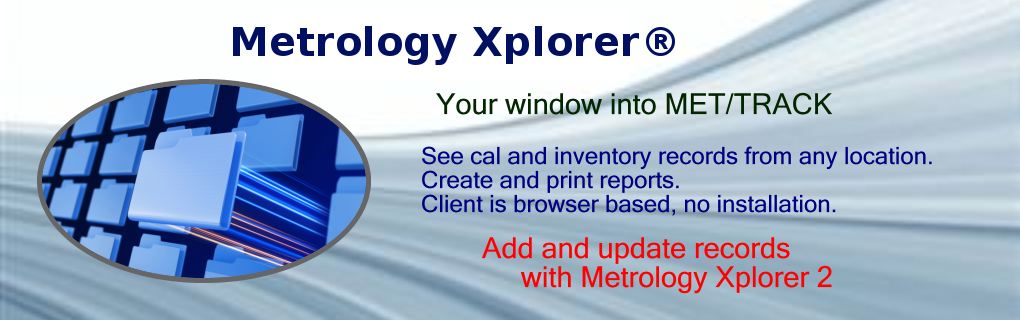 Metrology Xplorer®
Your window into MET/TRACK
See cal and inventory records from any location.
Create and print reports.
Client is browser based, no installation.
Add and update records
with Metrology Xplorer 2